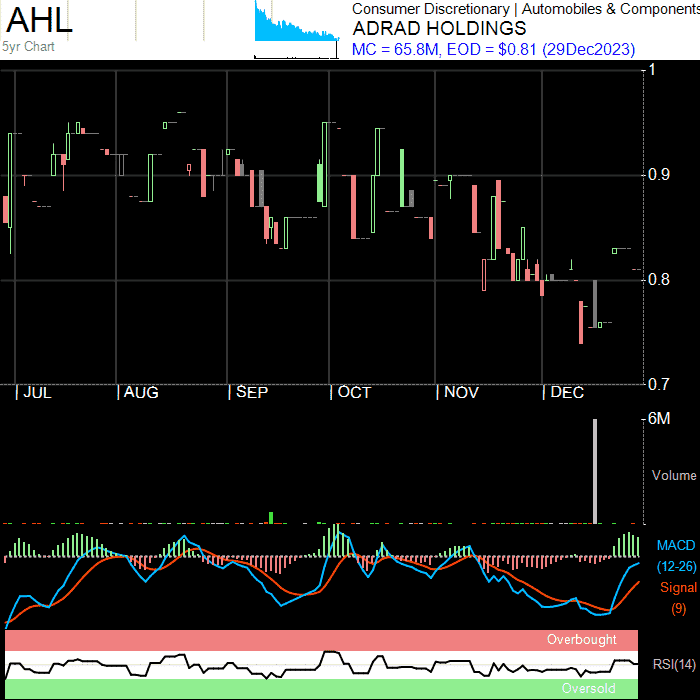 AHL
5yr Chart
Consumer Discretionary | Automobiles & Components
ADRAD HOLDINGS
MC = 65.8M, EOD = $0.81 (29Dec2023)
1
0.9
0.8
0.7
| JUL | AUG | SEP | OCT | NOV | DEC
6M
Volume
MACD
(12-26)
Signal
(9)
Overbought
RSI(14)
Oversold